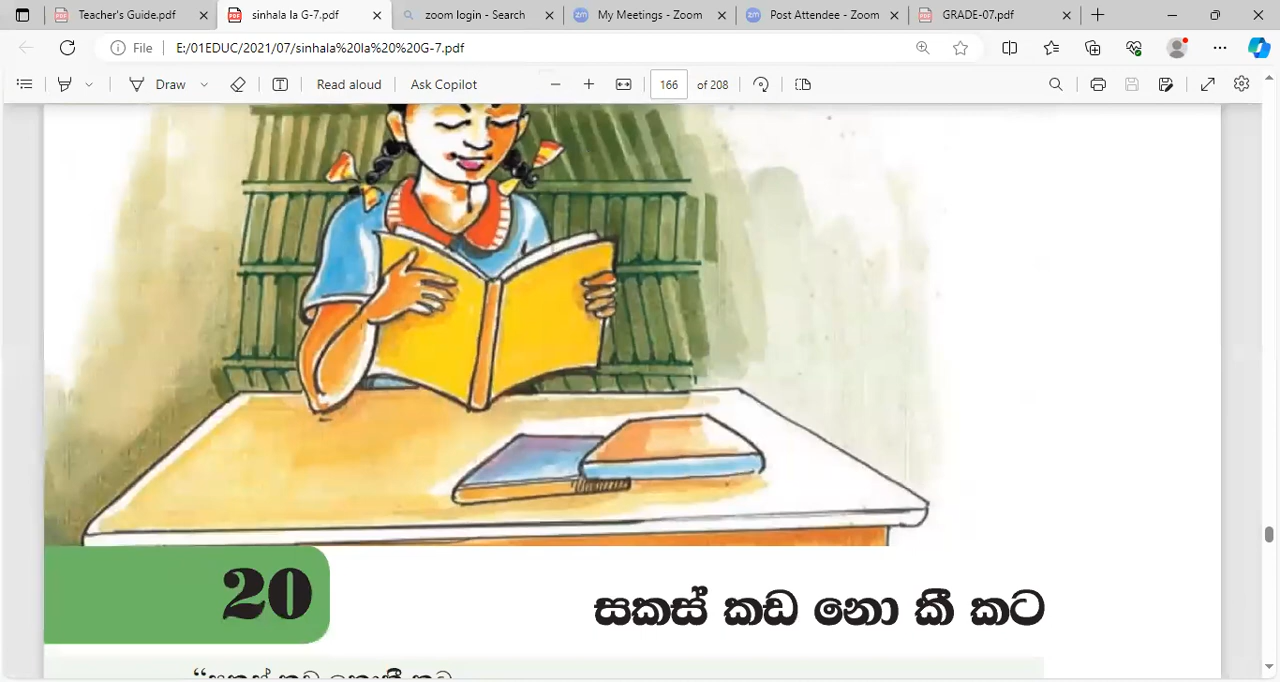 Teacher's Guide.pdf
sinhala la G-7.pdf
zoom login - Search
My Meetings - Zoom
Post Attendee - Zoom
GRADE-07.pdf
File
E:/01EDUC/2021/07/sinhala%20la%20%20G-7.pdf
Draw
Read aloud
Ask Copilot
166 of 208
20
සකස් කඩ නො කී කට